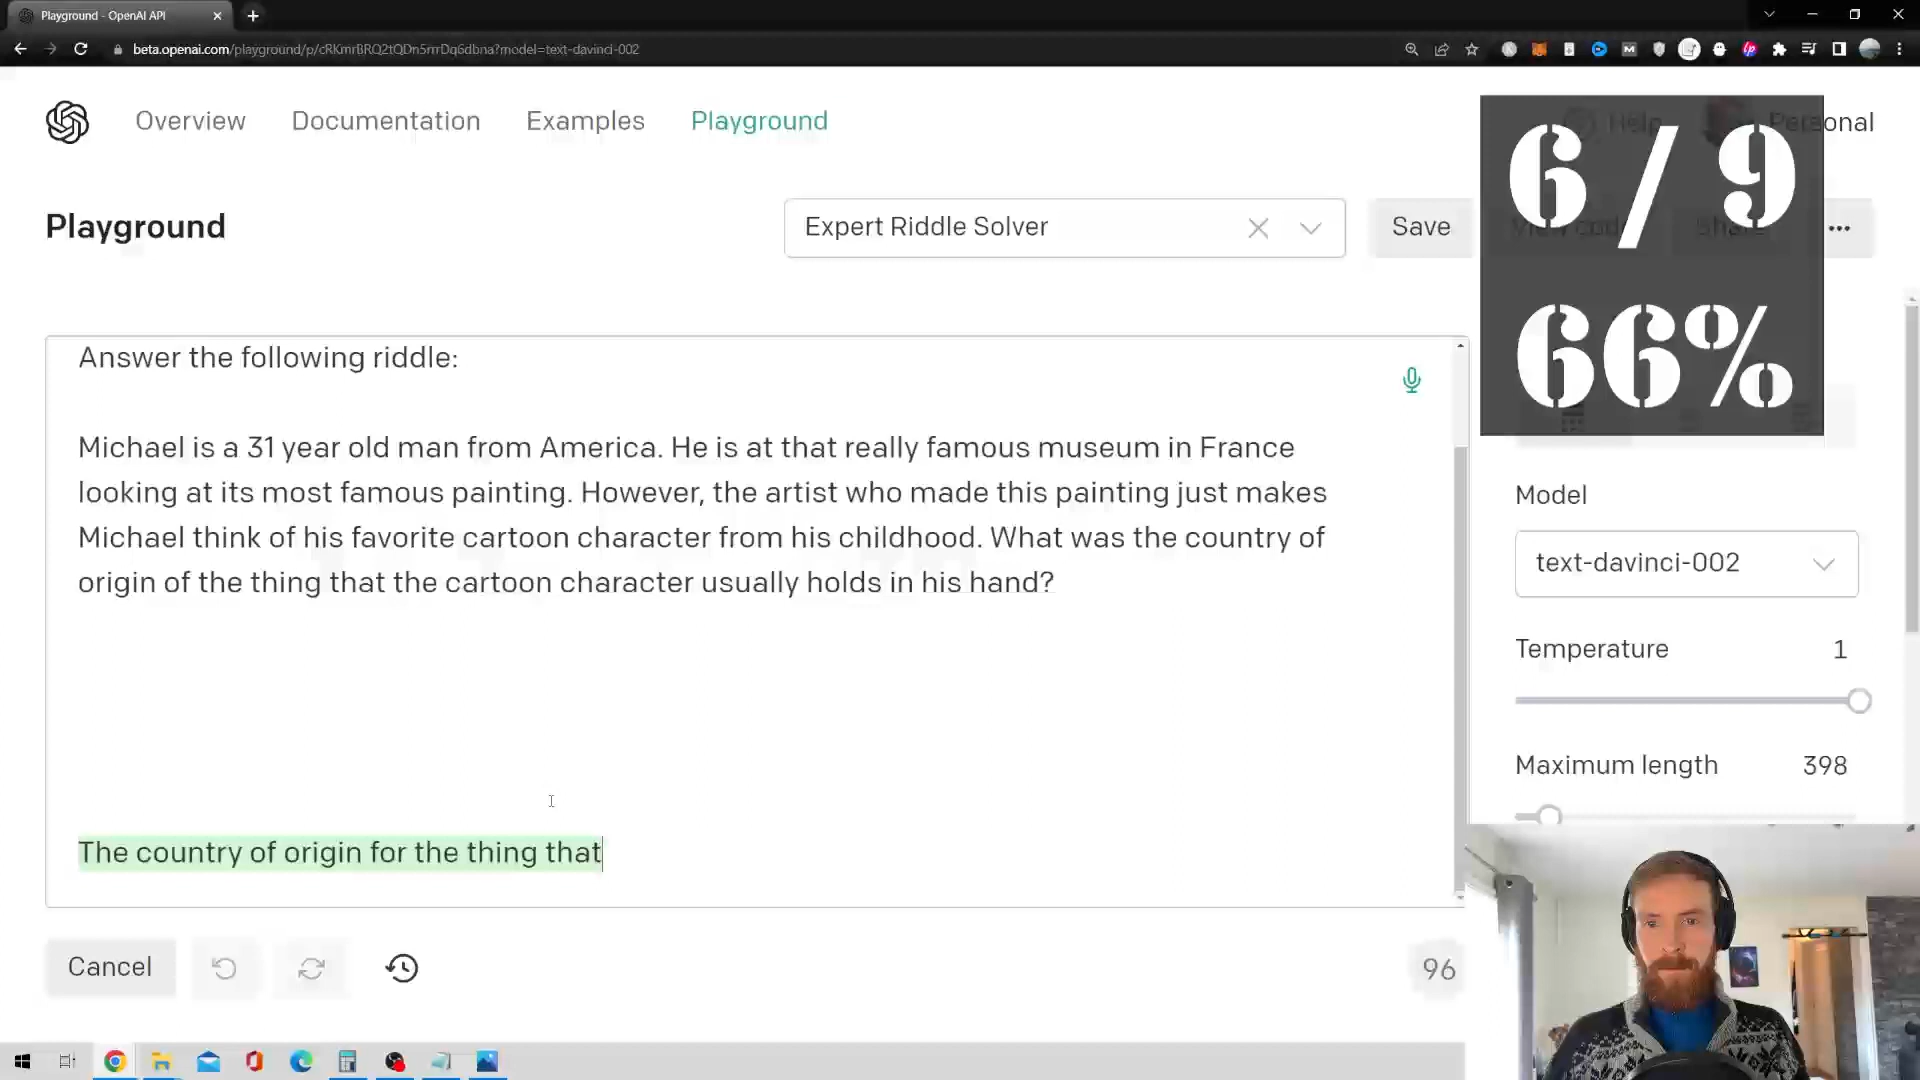 Playground - OpenAI API
beta.openai.com/playground/p/cRKmrBRQ2tQDn5rrrDq6dbna?model=text-davinci-002
Overview
Documentation
Examples
Playground
Help
Personal
6 / 9
66%
Playground
Expert Riddle Solver
Save
View code
Share
Answer the following riddle:
Michael is a 31 year old man from America. He is at that really famous museum in France
looking at its most famous painting. However, the artist who made this painting just makes
Michael think of his favorite cartoon character from his childhood. What was the country of
origin of the thing that the cartoon character usually holds in his hand?
The country of origin for the thing that
Model
text-davinci-002
Temperature 1
Maximum length 398
Cancel
96